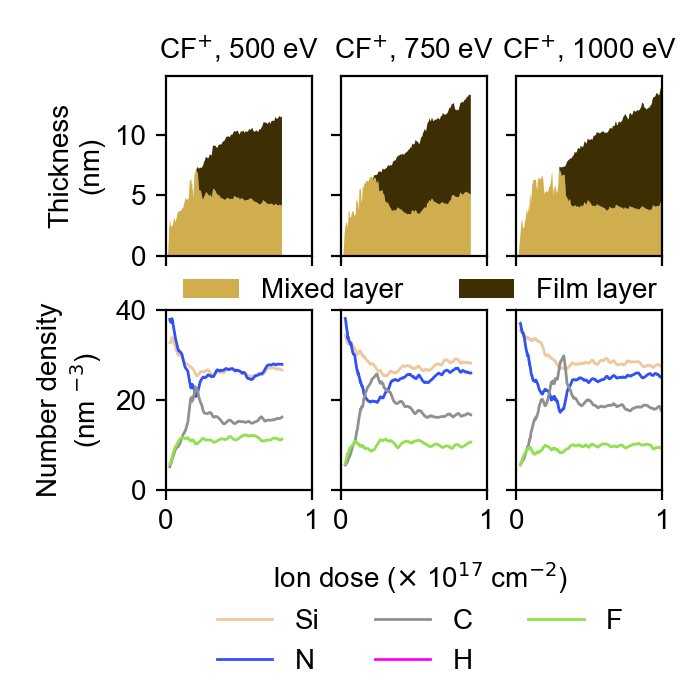 CF⁺, 500 eV CF⁺, 750 eV CF⁺, 1000 eV
Thickness
(nm)
10
5
0
Mixed layer Film layer
Number density
(nm ⁻³)
40
20
0
0 1 0 1 0 1
Ion dose (× 10¹⁷ cm⁻²)
Si C F
N H